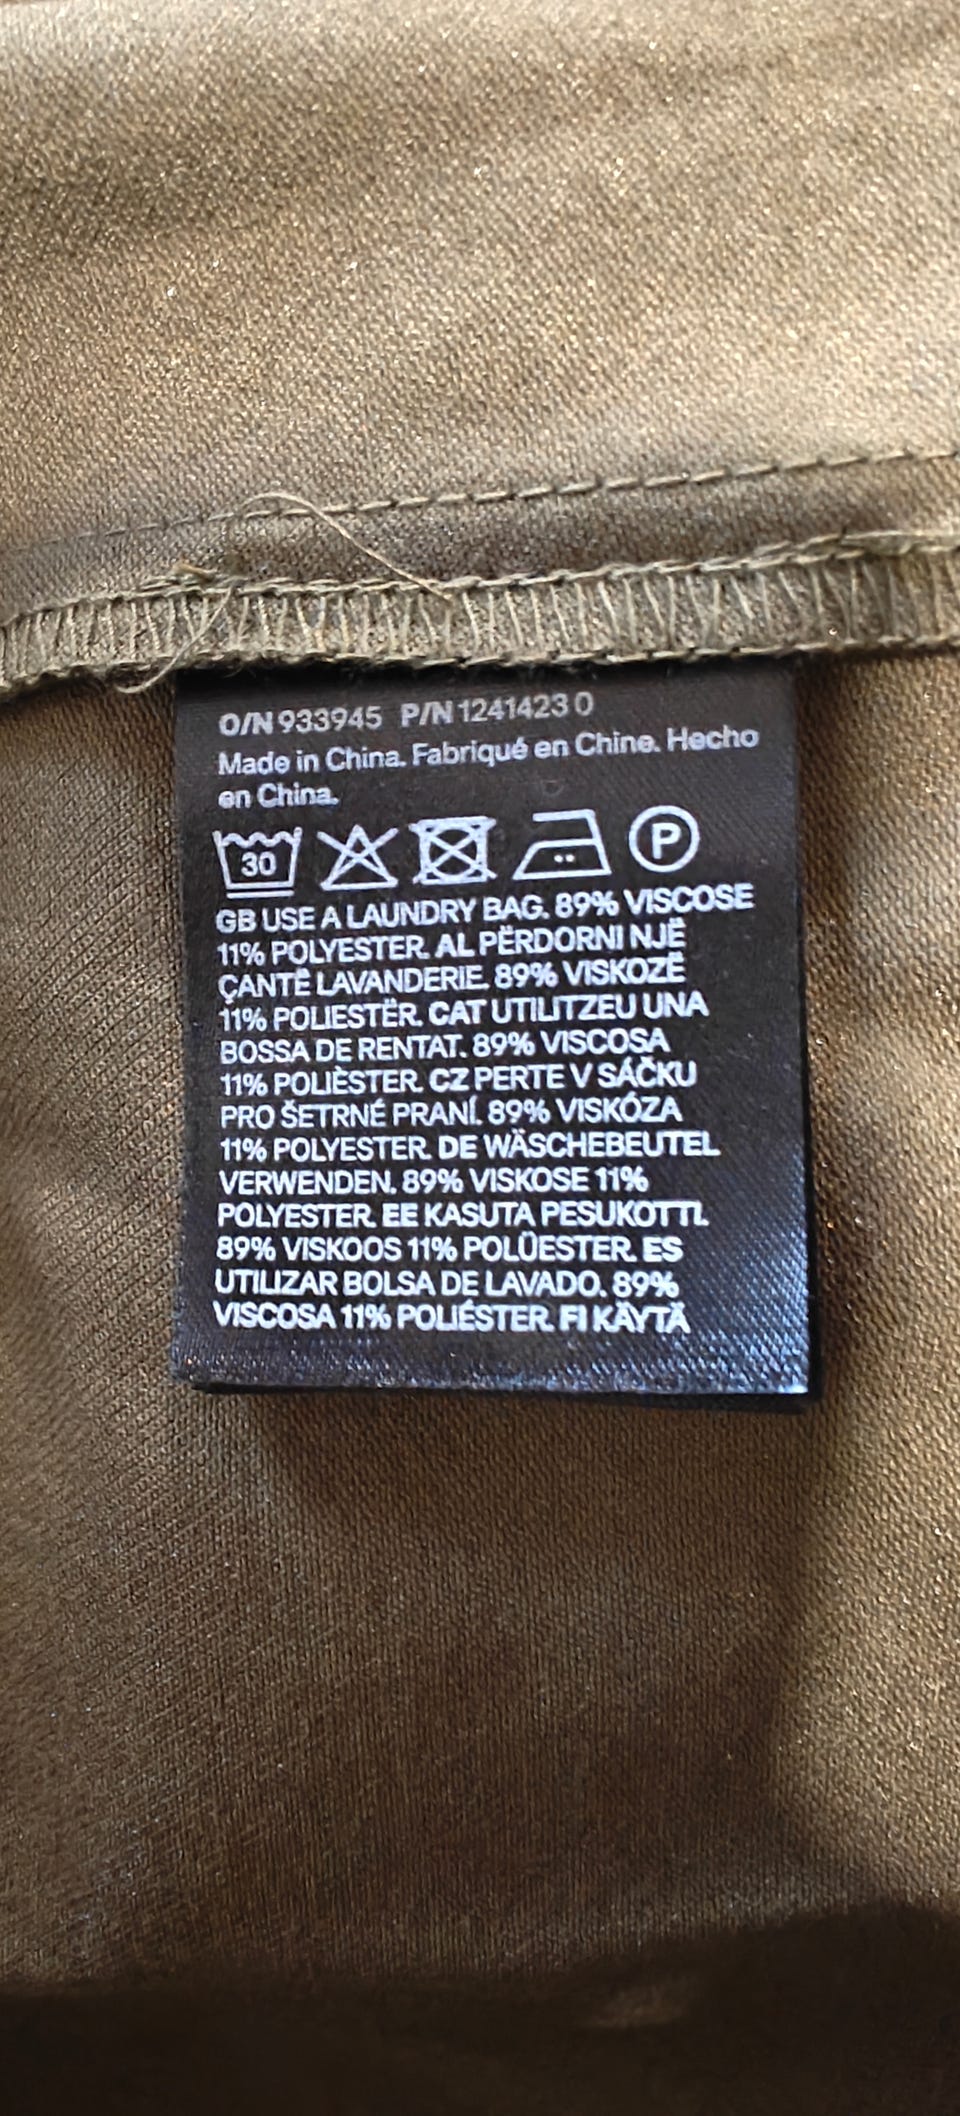 O/N 933945 P/N 1241423 0
Made in China. Fabriqué en Chine. Hecho
en China.
30 P
GB USE A LAUNDRY BAG. 89% VISCOSE
11% POLYESTER. AL PËRDORNI NJË
ÇANTË LAVANDERIE. 89% VISKOZË
11% POLIESTËR. CAT UTILITZEU UNA
BOSSA DE RENTAT. 89% VISCOSA
11% POLIÈSTER. CZ PERTE V SÁČKU
PRO ŠETRNÉ PRANÍ. 89% VISKÓZA
11% POLYESTER. DE WÄSCHEBEUTEL
VERWENDEN. 89% VISKOSE 11%
POLYESTER. EE KASUTA PESUKOTTI.
89% VISKOOS 11% POLÜESTER. ES
UTILIZAR BOLSA DE LAVADO. 89%
VISCOSA 11% POLIÉSTER. FI KÄYTÄ